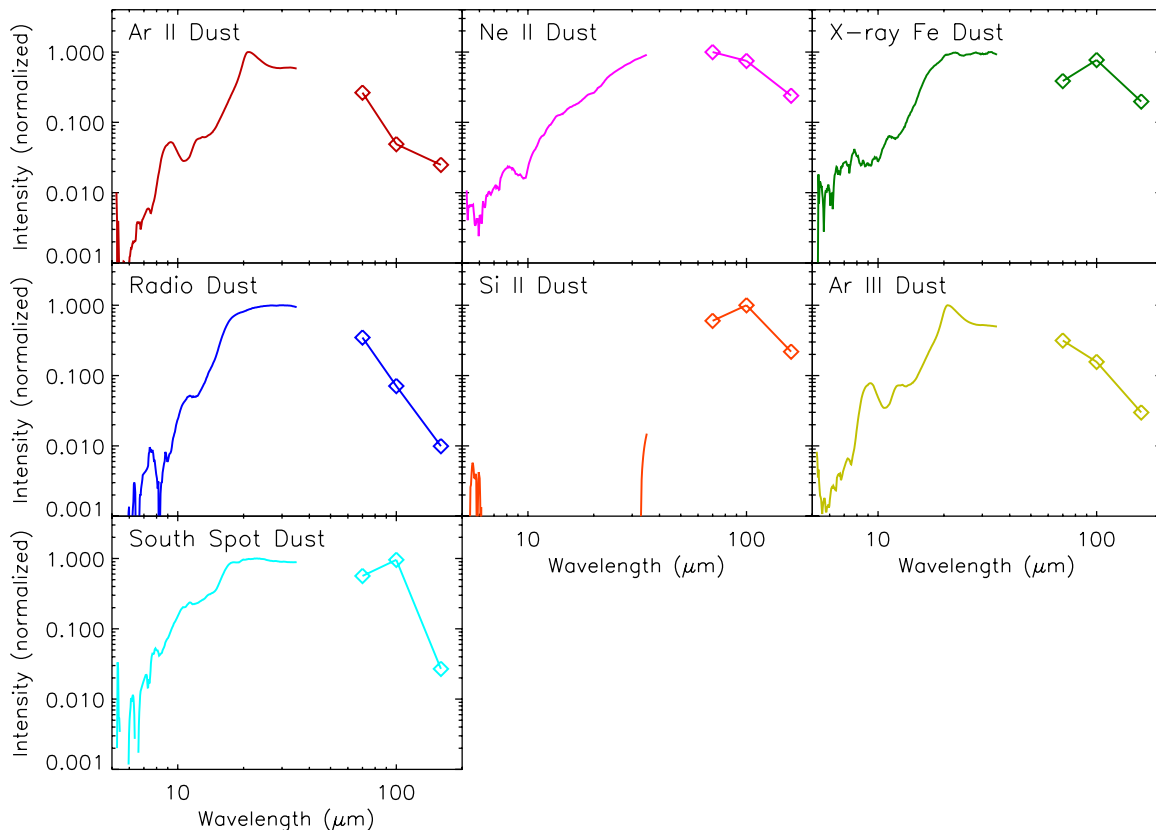 Ar II Dust
Ne II Dust
X-ray Fe Dust
Intensity (normalized)
1.000
0.100
0.010
0.001
Radio Dust
Si II Dust
Ar III Dust
Intensity (normalized)
1.000
0.100
0.010
0.001
10
100
10
100
Wavelength (μm)
Wavelength (μm)
South Spot Dust
Intensity (normalized)
1.000
0.100
0.010
0.001
10
100
Wavelength (μm)